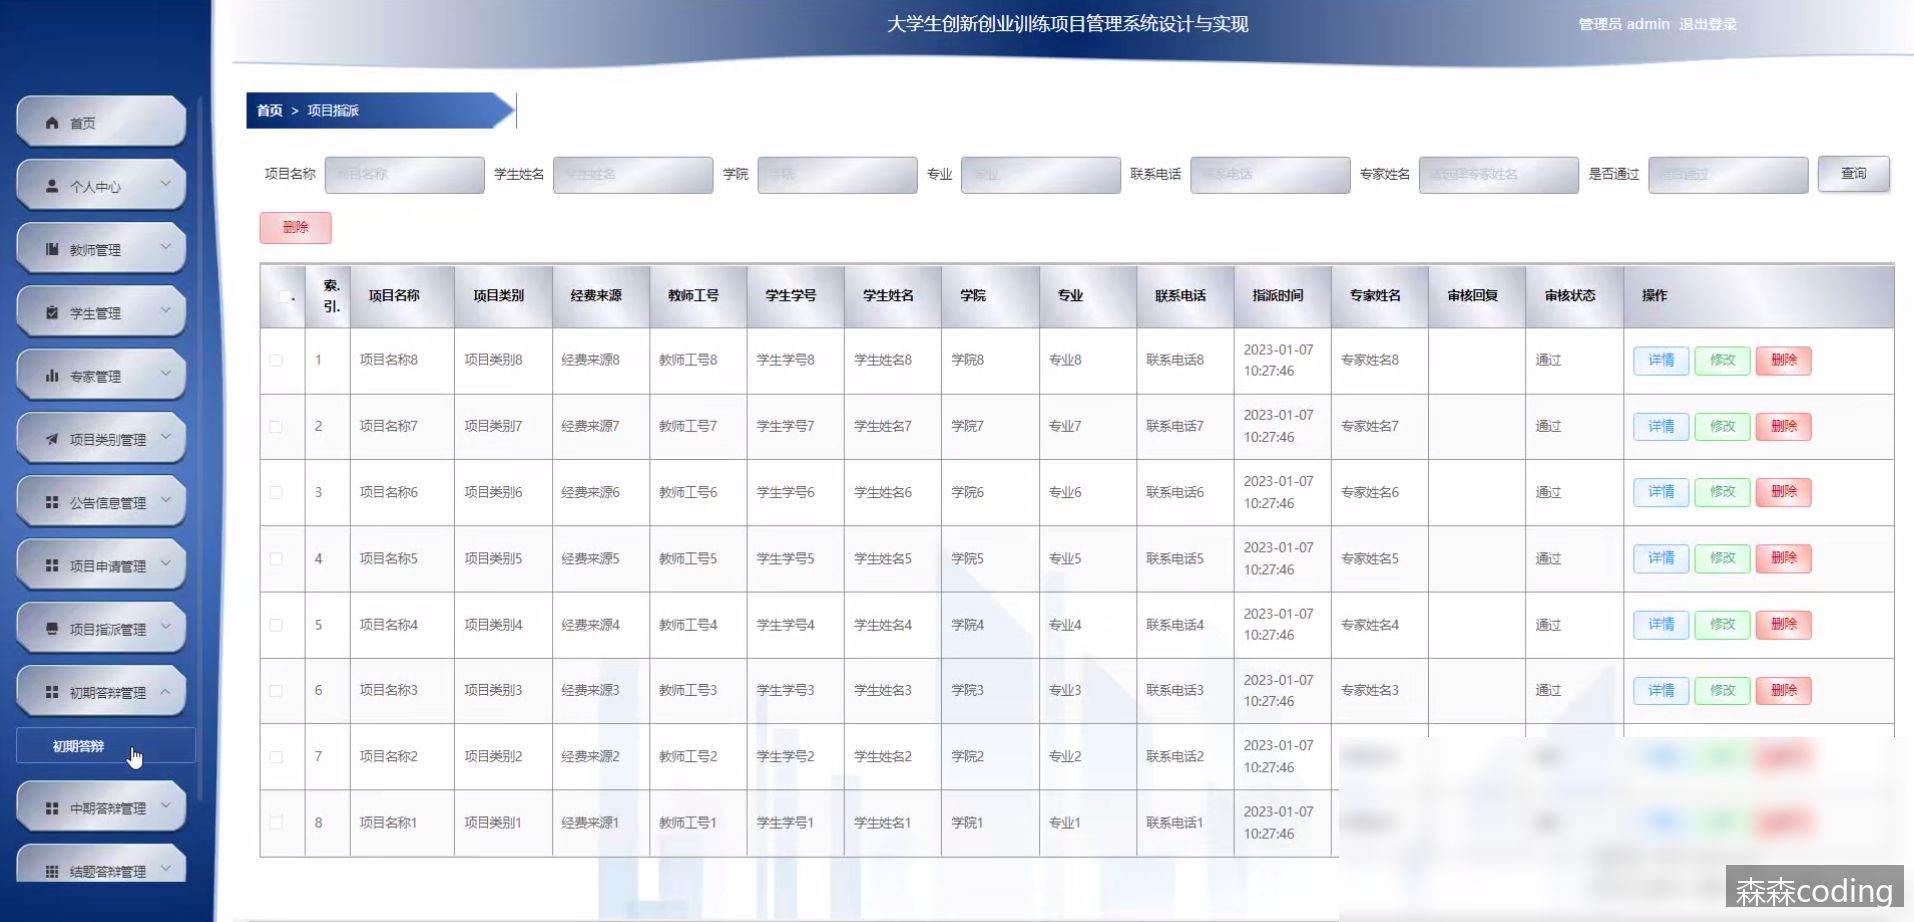 大学生创新创业训练项目管理系统设计与实现
管理员 admin 退出登录
首页
个人中心
教师管理
学生管理
专家管理
项目类别管理
公告信息管理
项目申请管理
项目指派管理
初期答辩管理
初期答辩
中期答辩管理
结题答辩管理
首页 > 项目指派
项目名称 项目名称 学生姓名 学生姓名 学院 学院 专业 专业 联系电话 联系电话 专家姓名 请选择专家姓名 是否通过 是否通过 查询
删除
索. 引. 项目名称 项目类别 经费来源 教师工号 学生学号 学生姓名 学院 专业 联系电话 指派时间 专家姓名 审核回复 审核状态 操作
1 项目名称8 项目类别8 经费来源8 教师工号8 学生学号8 学生姓名8 学院8 专业8 联系电话8 2023-01-07 10:27:46 专家姓名8 通过 详情 修改 删除
2 项目名称7 项目类别7 经费来源7 教师工号7 学生学号7 学生姓名7 学院7 专业7 联系电话7 2023-01-07 10:27:46 专家姓名7 通过 详情 修改 删除
3 项目名称6 项目类别6 经费来源6 教师工号6 学生学号6 学生姓名6 学院6 专业6 联系电话6 2023-01-07 10:27:46 专家姓名6 通过 详情 修改 删除
4 项目名称5 项目类别5 经费来源5 教师工号5 学生学号5 学生姓名5 学院5 专业5 联系电话5 2023-01-07 10:27:46 专家姓名5 通过 详情 修改 删除
5 项目名称4 项目类别4 经费来源4 教师工号4 学生学号4 学生姓名4 学院4 专业4 联系电话4 2023-01-07 10:27:46 专家姓名4 通过 详情 修改 删除
6 项目名称3 项目类别3 经费来源3 教师工号3 学生学号3 学生姓名3 学院3 专业3 联系电话3 2023-01-07 10:27:46 专家姓名3 通过 详情 修改 删除
7 项目名称2 项目类别2 经费来源2 教师工号2 学生学号2 学生姓名2 学院2 专业2 联系电话2 2023-01-07 10:27:46
8 项目名称1 项目类别1 经费来源1 教师工号1 学生学号1 学生姓名1 学院1 专业1 联系电话1 2023-01-07 10:27:46
森森coding